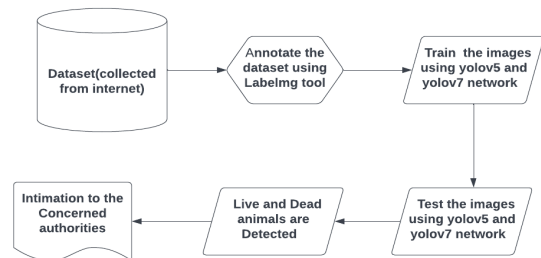 Dataset(collected
from internet)
Annotate the
dataset using
LabeImg tool
Train the images
using yolov5 and
yolov7 network
Test the images
using yolov5 and
yolov7 network
Live and Dead
animals are
Detected
Intimation to the
Concerned
authorities